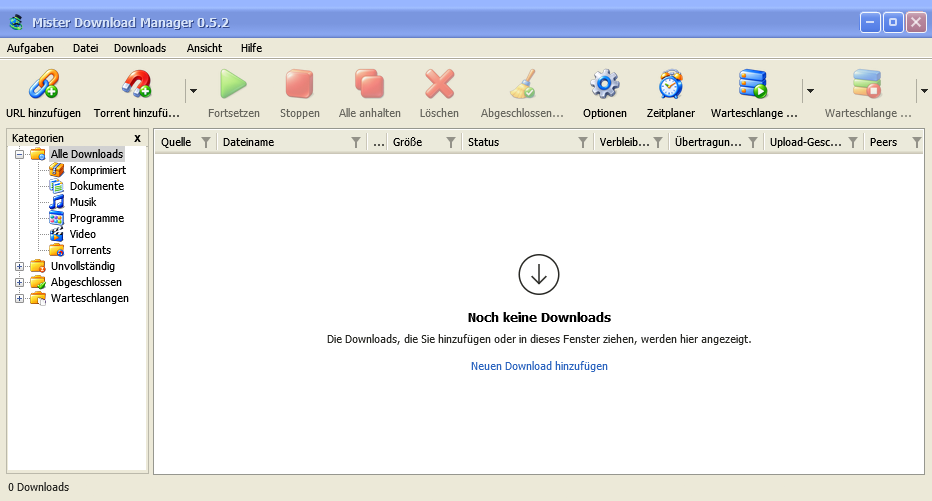 Mister Download Manager 0.5.2
Aufgaben Datei Downloads Ansicht Hilfe
URL hinzufügen Torrent hinzufü... Fortsetzen Stoppen Alle anhalten Löschen Abgeschlossen... Optionen Zeitplaner Warteschlange ... Warteschlange ...
Kategorien x
Quelle Dateiname ... Größe Status Verbleib... Übertragun... Upload-Gesc... Peers
Alle Downloads
Komprimiert
Dokumente
Musik
Programme
Video
Torrents
Unvollständig
Abgeschlossen
Warteschlangen
Noch keine Downloads
Die Downloads, die Sie hinzufügen oder in dieses Fenster ziehen, werden hier angezeigt.
Neuen Download hinzufügen
0 Downloads